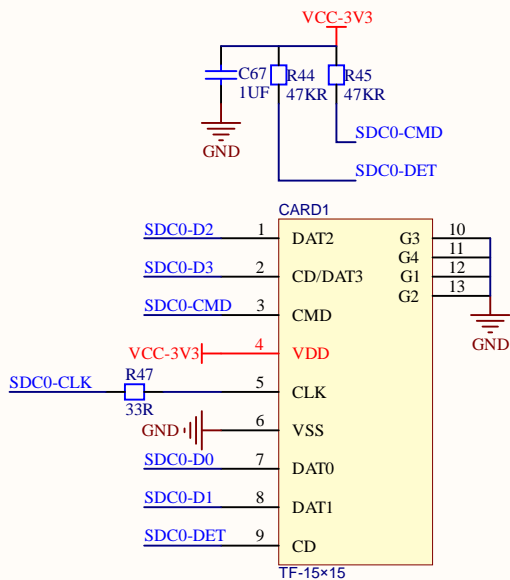 VCC-3V3
C67
1UF
R44
47KR
R45
47KR
SDC0-CMD
GND
SDC0-DET
CARD1
SDC0-D2 1 DAT2 G3 10
G4 11
SDC0-D3 2 CD/DAT3 G1 12
G2 13
SDC0-CMD 3 CMD
GND
VCC-3V3 4 VDD
SDC0-CLK R47 33R 5 CLK
GND 6 VSS
SDC0-D0 7 DAT0
SDC0-D1 8 DAT1
SDC0-DET 9 CD
TF-15×15